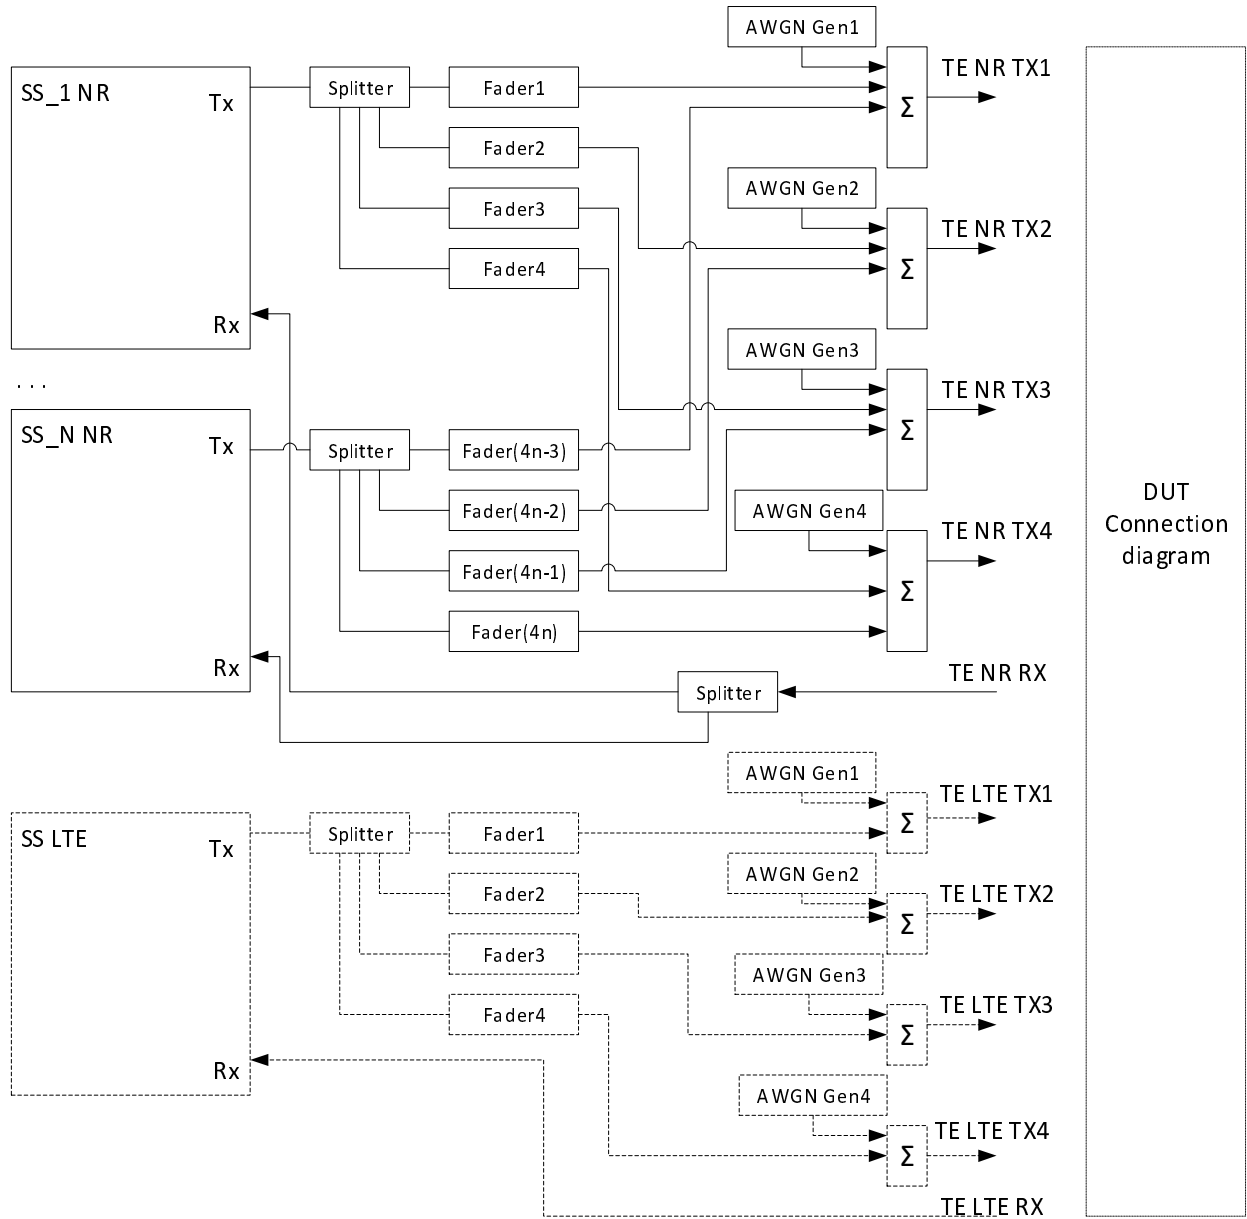 AWGN Gen1
TE NR TX1
SS_1 NR
Tx
Splitter
Fader1
Σ
Fader2
Fader3
Fader4
AWGN Gen2
TE NR TX2
Σ
Rx
AWGN Gen3
TE NR TX3
Σ
. . .
SS_N NR
Tx
Splitter
Fader(4n-3)
Fader(4n-2)
Fader(4n-1)
Fader(4n)
AWGN Gen4
TE NR TX4
Σ
DUT
Connection
diagram
Rx
Splitter
TE NR RX
AWGN Gen1
TE LTE TX1
SS LTE
Tx
Splitter
Fader1
Σ
Fader2
AWGN Gen2
TE LTE TX2
Σ
Fader3
AWGN Gen3
TE LTE TX3
Σ
Fader4
Rx
AWGN Gen4
TE LTE TX4
Σ
TE LTE RX